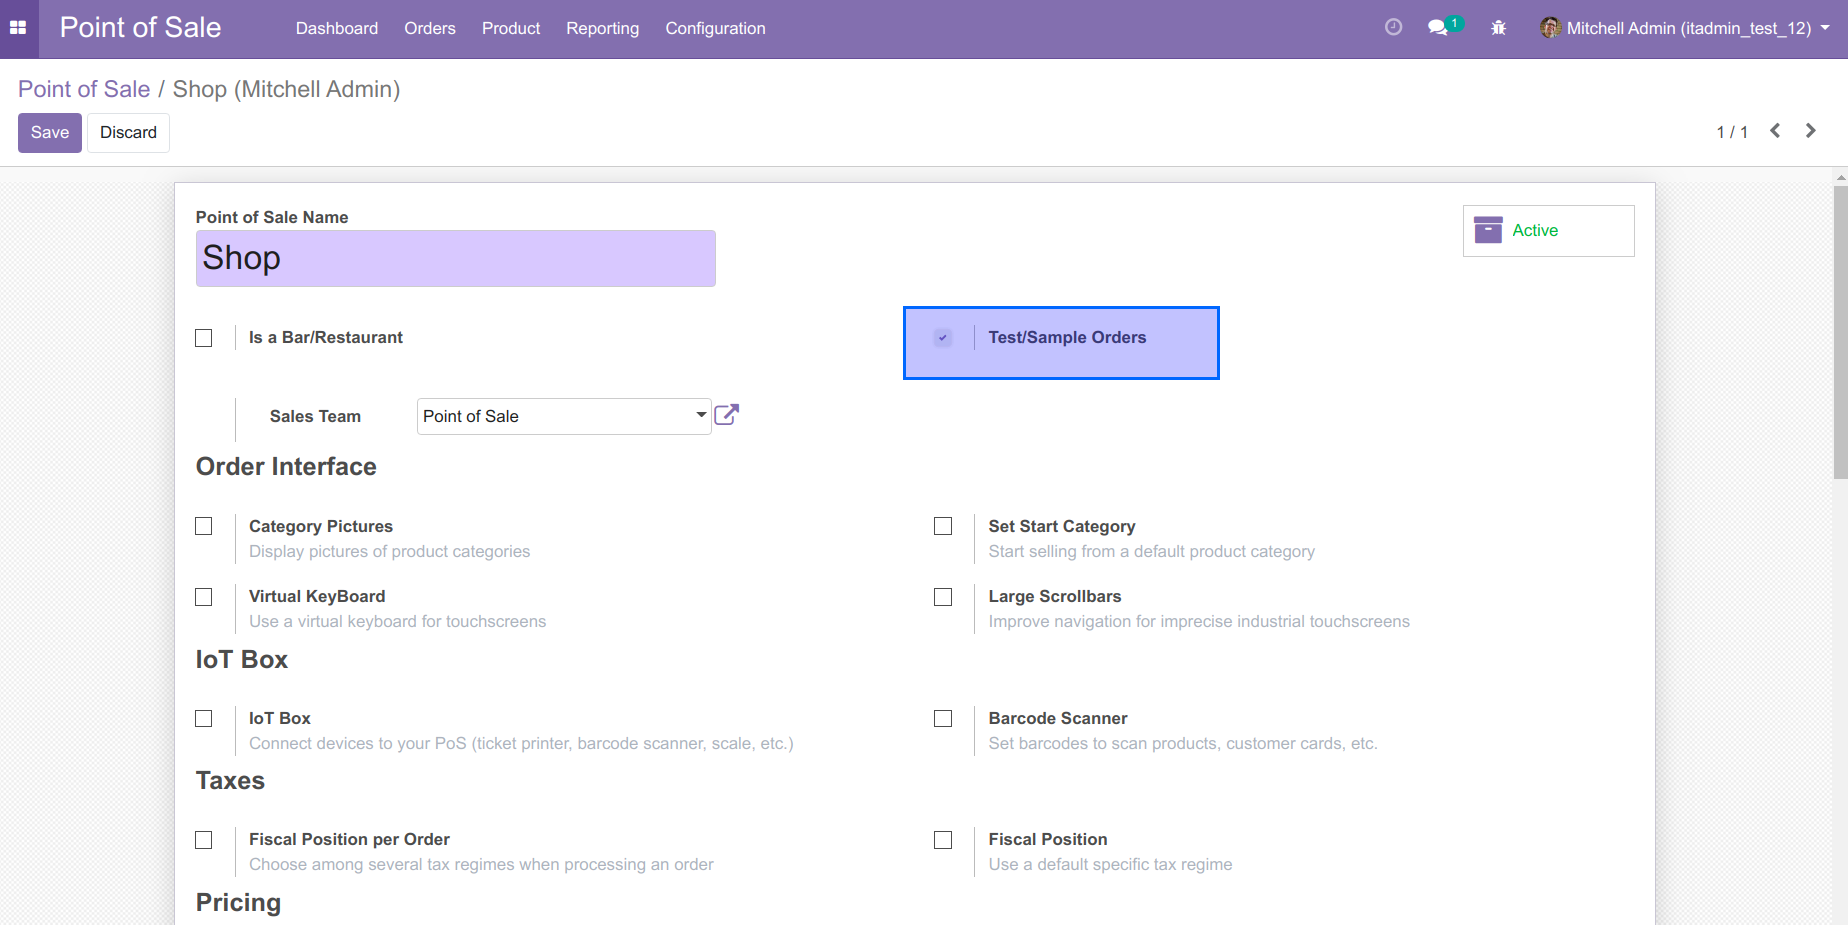 Point of Sale Dashboard Orders Product Reporting Configuration 1 Mitchell Admin (itadmin_test_12)
Point of Sale / Shop (Mitchell Admin)
Save Discard 1 / 1
Point of Sale Name
Active
Shop
Is a Bar/Restaurant Test/Sample Orders
Sales Team Point of Sale
Order Interface
Category Pictures Set Start Category
Display pictures of product categories Start selling from a default product category
Virtual KeyBoard Large Scrollbars
Use a virtual keyboard for touchscreens Improve navigation for imprecise industrial touchscreens
IoT Box
IoT Box Barcode Scanner
Connect devices to your PoS (ticket printer, barcode scanner, scale, etc.) Set barcodes to scan products, customer cards, etc.
Taxes
Fiscal Position per Order Fiscal Position
Choose among several tax regimes when processing an order Use a default specific tax regime
Pricing